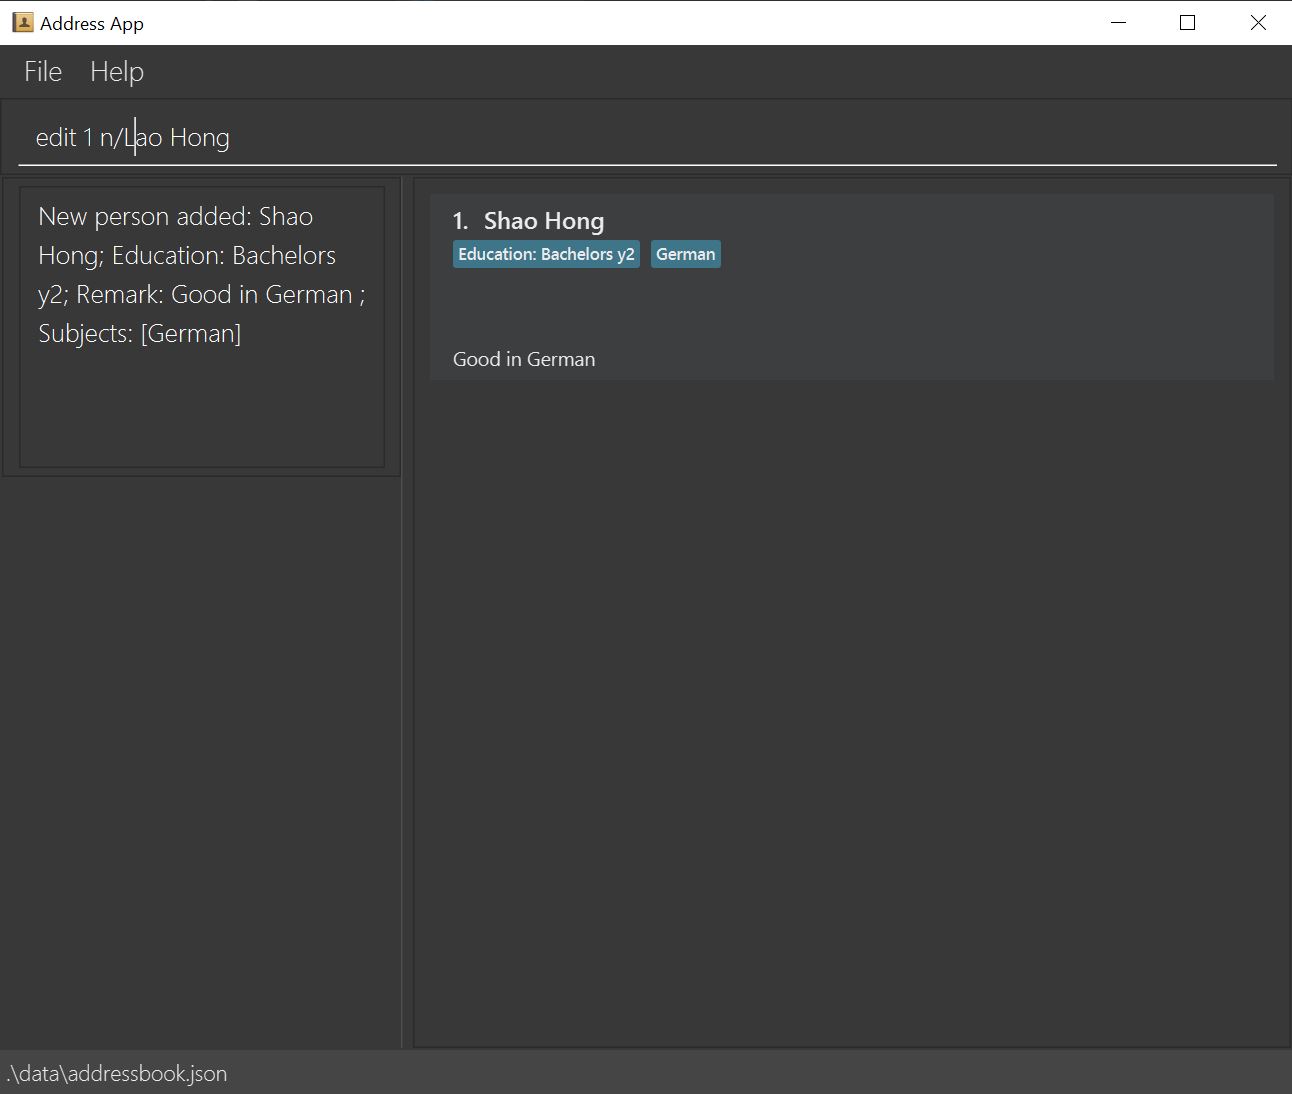 Address App
File Help
edit 1 n/Lao Hong
New person added: Shao
Hong; Education: Bachelors
y2; Remark: Good in German ;
Subjects: [German]
1. Shao Hong
Education: Bachelors y2 German
Good in German
.\data\addressbook.json